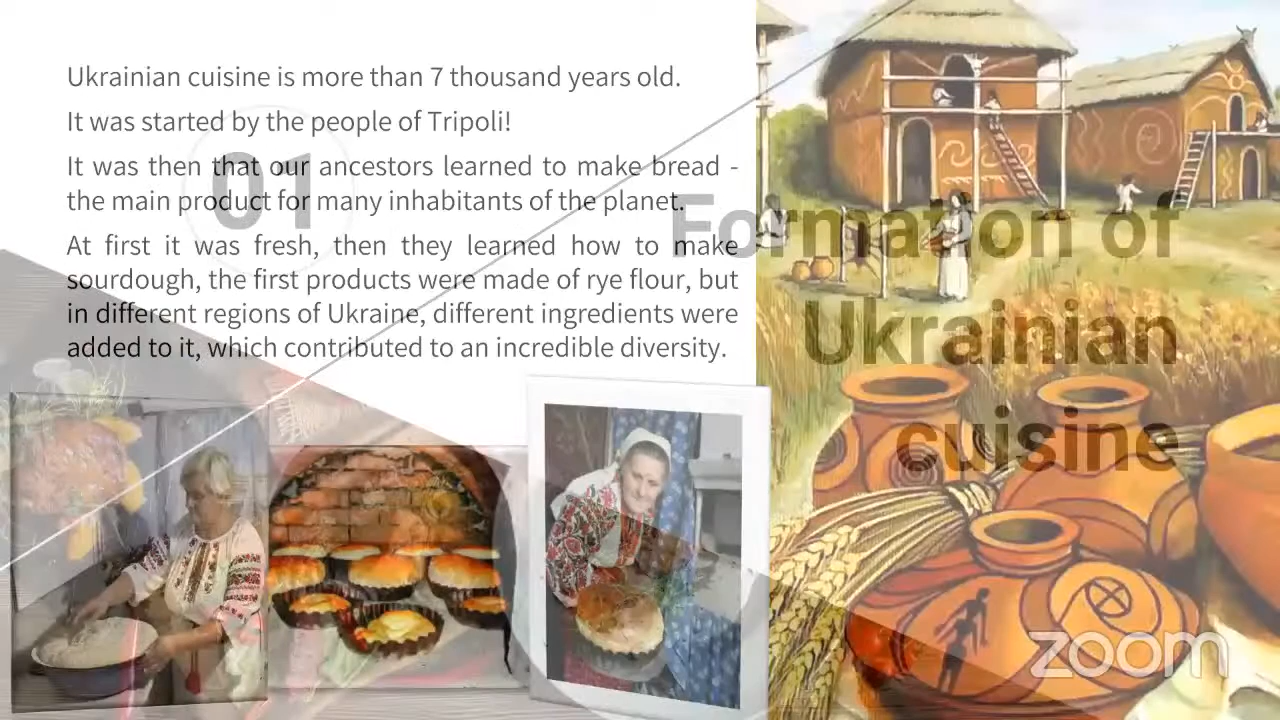 Ukrainian cuisine is more than 7 thousand years old.
It was started by the people of Tripoli!
It was then that our ancestors learned to make bread -
the main product for many inhabitants of the planet.
At first it was fresh, then they learned how to make
sourdough, the first products were made of rye flour, but
in different regions of Ukraine, different ingredients were
added to it, which contributed to an incredible diversity.
01
Formation of
Ukrainian
cuisine
zoom